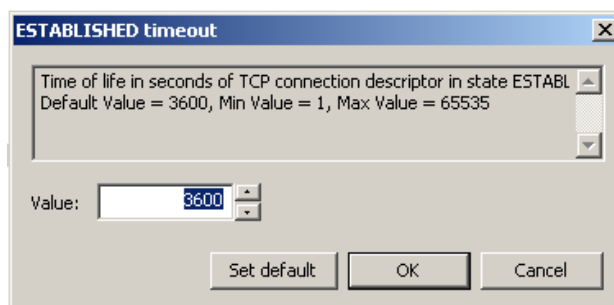 ESTABLISHED timeout
Time of life in seconds of TCP connection descriptor in state ESTABL
Default Value = 3600, Min Value = 1, Max Value = 65535
Value: 3600
Set default OK Cancel